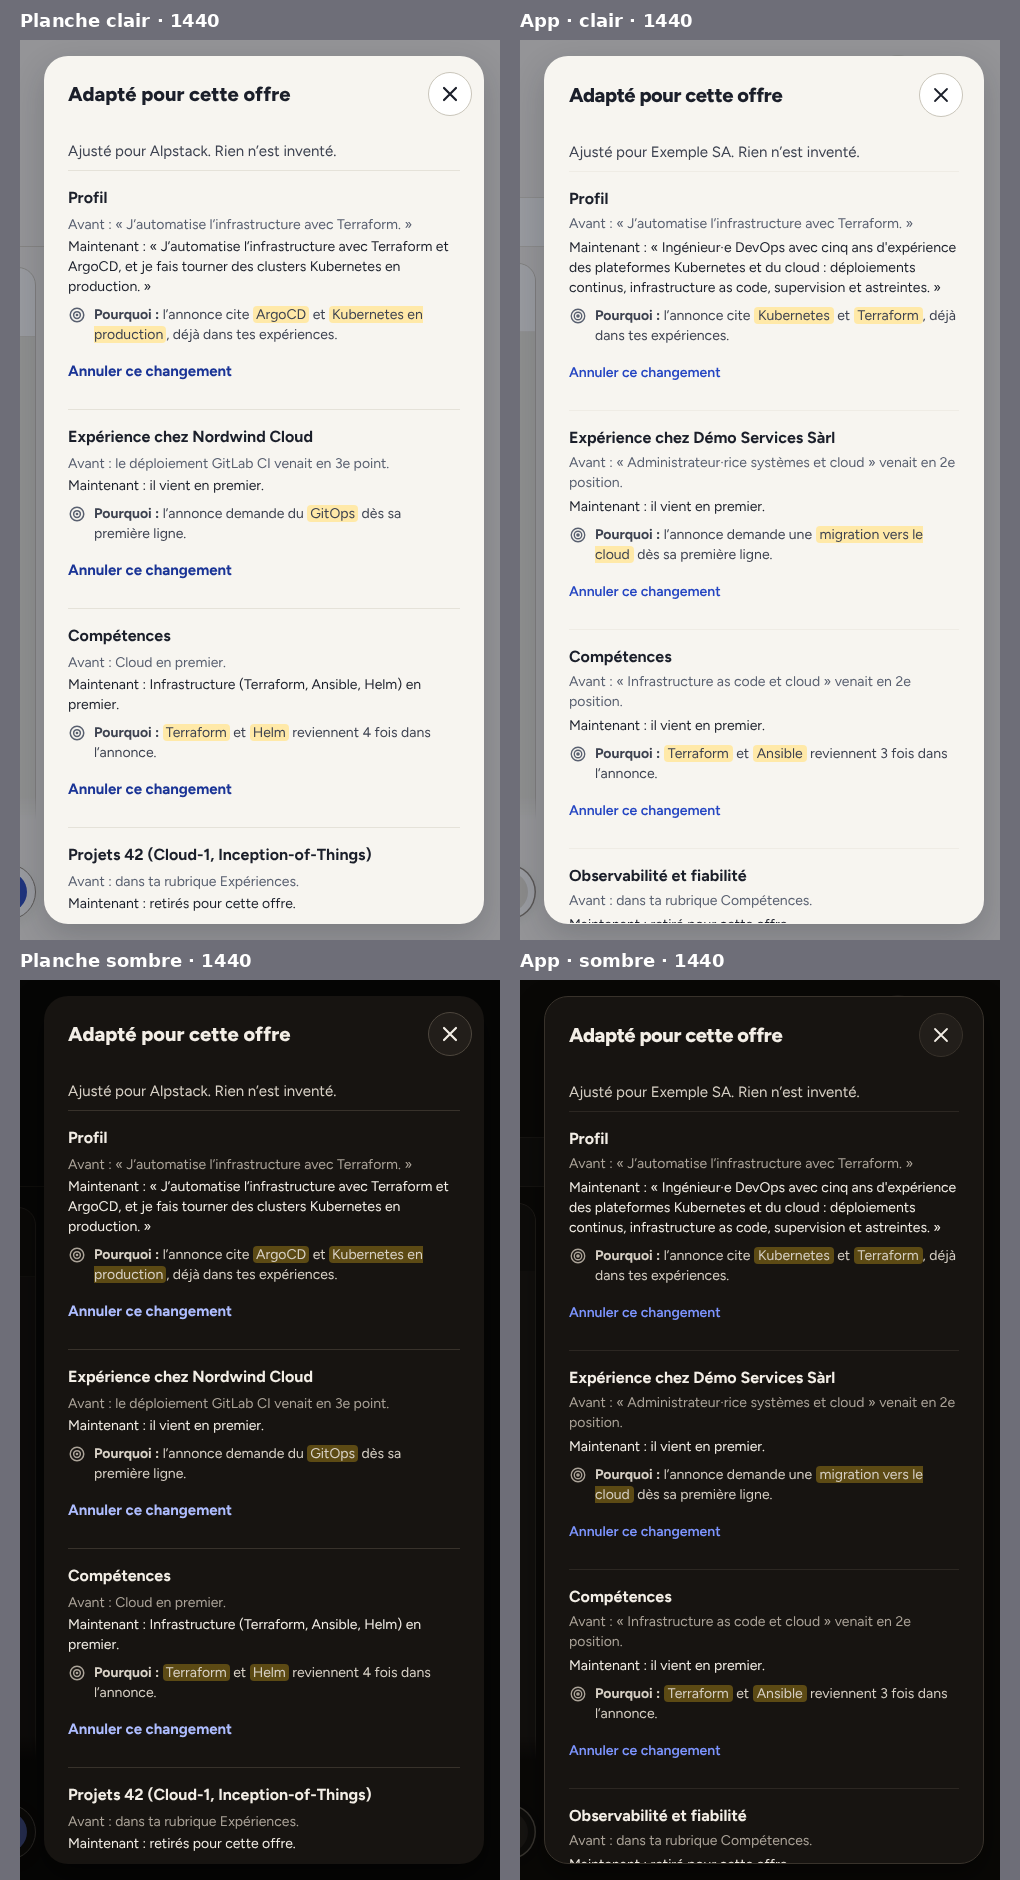 Planche clair · 1440
Adapté pour cette offre
Ajusté pour Alpstack. Rien n’est inventé.
Profil
Avant : « J’automatise l’infrastructure avec Terraform. »
Maintenant : « J’automatise l’infrastructure avec Terraform et
ArgoCD, et je fais tourner des clusters Kubernetes en
production. »
Pourquoi : l’annonce cite ArgoCD et Kubernetes en
production, déjà dans tes expériences.
Annuler ce changement
Expérience chez Nordwind Cloud
Avant : le déploiement GitLab CI venait en 3e point.
Maintenant : il vient en premier.
Pourquoi : l’annonce demande du GitOps dès sa
première ligne.
Annuler ce changement
Compétences
Avant : Cloud en premier.
Maintenant : Infrastructure (Terraform, Ansible, Helm) en
premier.
Pourquoi : Terraform et Helm reviennent 4 fois dans
l’annonce.
Annuler ce changement
Projets 42 (Cloud-1, Inception-of-Things)
Avant : dans ta rubrique Expériences.
Maintenant : retirés pour cette offre.
App · clair · 1440
Adapté pour cette offre
Ajusté pour Exemple SA. Rien n’est inventé.
Profil
Avant : « J’automatise l’infrastructure avec Terraform. »
Maintenant : « Ingénieur·e DevOps avec cinq ans d'expérience
des plateformes Kubernetes et du cloud : déploiements
continus, infrastructure as code, supervision et astreintes. »
Pourquoi : l’annonce cite Kubernetes et Terraform, déjà
dans tes expériences.
Annuler ce changement
Expérience chez Démo Services Sàrl
Avant : « Administrateur·rice systèmes et cloud » venait en 2e
position.
Maintenant : il vient en premier.
Pourquoi : l’annonce demande une migration vers le
cloud dès sa première ligne.
Annuler ce changement
Compétences
Avant : « Infrastructure as code et cloud » venait en 2e
position.
Maintenant : il vient en premier.
Pourquoi : Terraform et Ansible reviennent 3 fois dans
l’annonce.
Annuler ce changement
Observabilité et fiabilité
Avant : dans ta rubrique Compétences.
Maintenant : retiré pour cette offre.
Planche sombre · 1440
Adapté pour cette offre
Ajusté pour Alpstack. Rien n’est inventé.
Profil
Avant : « J’automatise l’infrastructure avec Terraform. »
Maintenant : « J’automatise l’infrastructure avec Terraform et
ArgoCD, et je fais tourner des clusters Kubernetes en
production. »
Pourquoi : l’annonce cite ArgoCD et Kubernetes en
production, déjà dans tes expériences.
Annuler ce changement
Expérience chez Nordwind Cloud
Avant : le déploiement GitLab CI venait en 3e point.
Maintenant : il vient en premier.
Pourquoi : l’annonce demande du GitOps dès sa
première ligne.
Annuler ce changement
Compétences
Avant : Cloud en premier.
Maintenant : Infrastructure (Terraform, Ansible, Helm) en
premier.
Pourquoi : Terraform et Helm reviennent 4 fois dans
l’annonce.
Annuler ce changement
Projets 42 (Cloud-1, Inception-of-Things)
Avant : dans ta rubrique Expériences.
Maintenant : retirés pour cette offre.
App · sombre · 1440
Adapté pour cette offre
Ajusté pour Exemple SA. Rien n’est inventé.
Profil
Avant : « J’automatise l’infrastructure avec Terraform. »
Maintenant : « Ingénieur·e DevOps avec cinq ans d'expérience
des plateformes Kubernetes et du cloud : déploiements
continus, infrastructure as code, supervision et astreintes. »
Pourquoi : l’annonce cite Kubernetes et Terraform, déjà
dans tes expériences.
Annuler ce changement
Expérience chez Démo Services Sàrl
Avant : « Administrateur·rice systèmes et cloud » venait en 2e
position.
Maintenant : il vient en premier.
Pourquoi : l’annonce demande une migration vers le
cloud dès sa première ligne.
Annuler ce changement
Compétences
Avant : « Infrastructure as code et cloud » venait en 2e
position.
Maintenant : il vient en premier.
Pourquoi : Terraform et Ansible reviennent 3 fois dans
l’annonce.
Annuler ce changement
Observabilité et fiabilité
Avant : dans ta rubrique Compétences.
Maintenant : retiré pour cette offre.